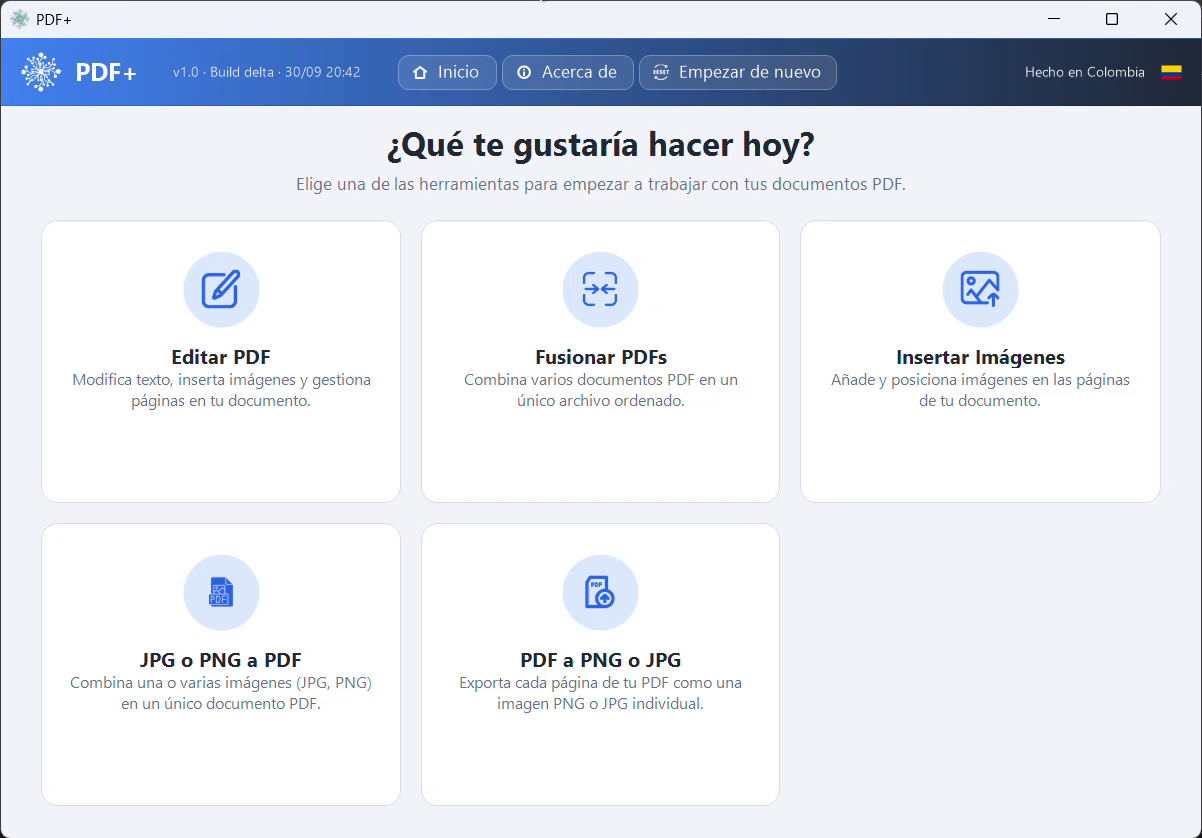 PDF+
PDF+
v1.0 · Build delta · 30/09 20:42
Inicio
Acerca de
RESET
Empezar de nuevo
Hecho en Colombia
¿Qué te gustaría hacer hoy?
Elige una de las herramientas para empezar a trabajar con tus documentos PDF.
Editar PDF
Modifica texto, inserta imágenes y gestiona
páginas en tu documento.
Fusionar PDFs
Combina varios documentos PDF en un
único archivo ordenado.
Insertar Imágenes
Añade y posiciona imágenes en las páginas
de tu documento.
PDF
JPG o PNG a PDF
Combina una o varias imágenes (JPG, PNG)
en un único documento PDF.
PDF
PDF a PNG o JPG
Exporta cada página de tu PDF como una
imagen PNG o JPG individual.